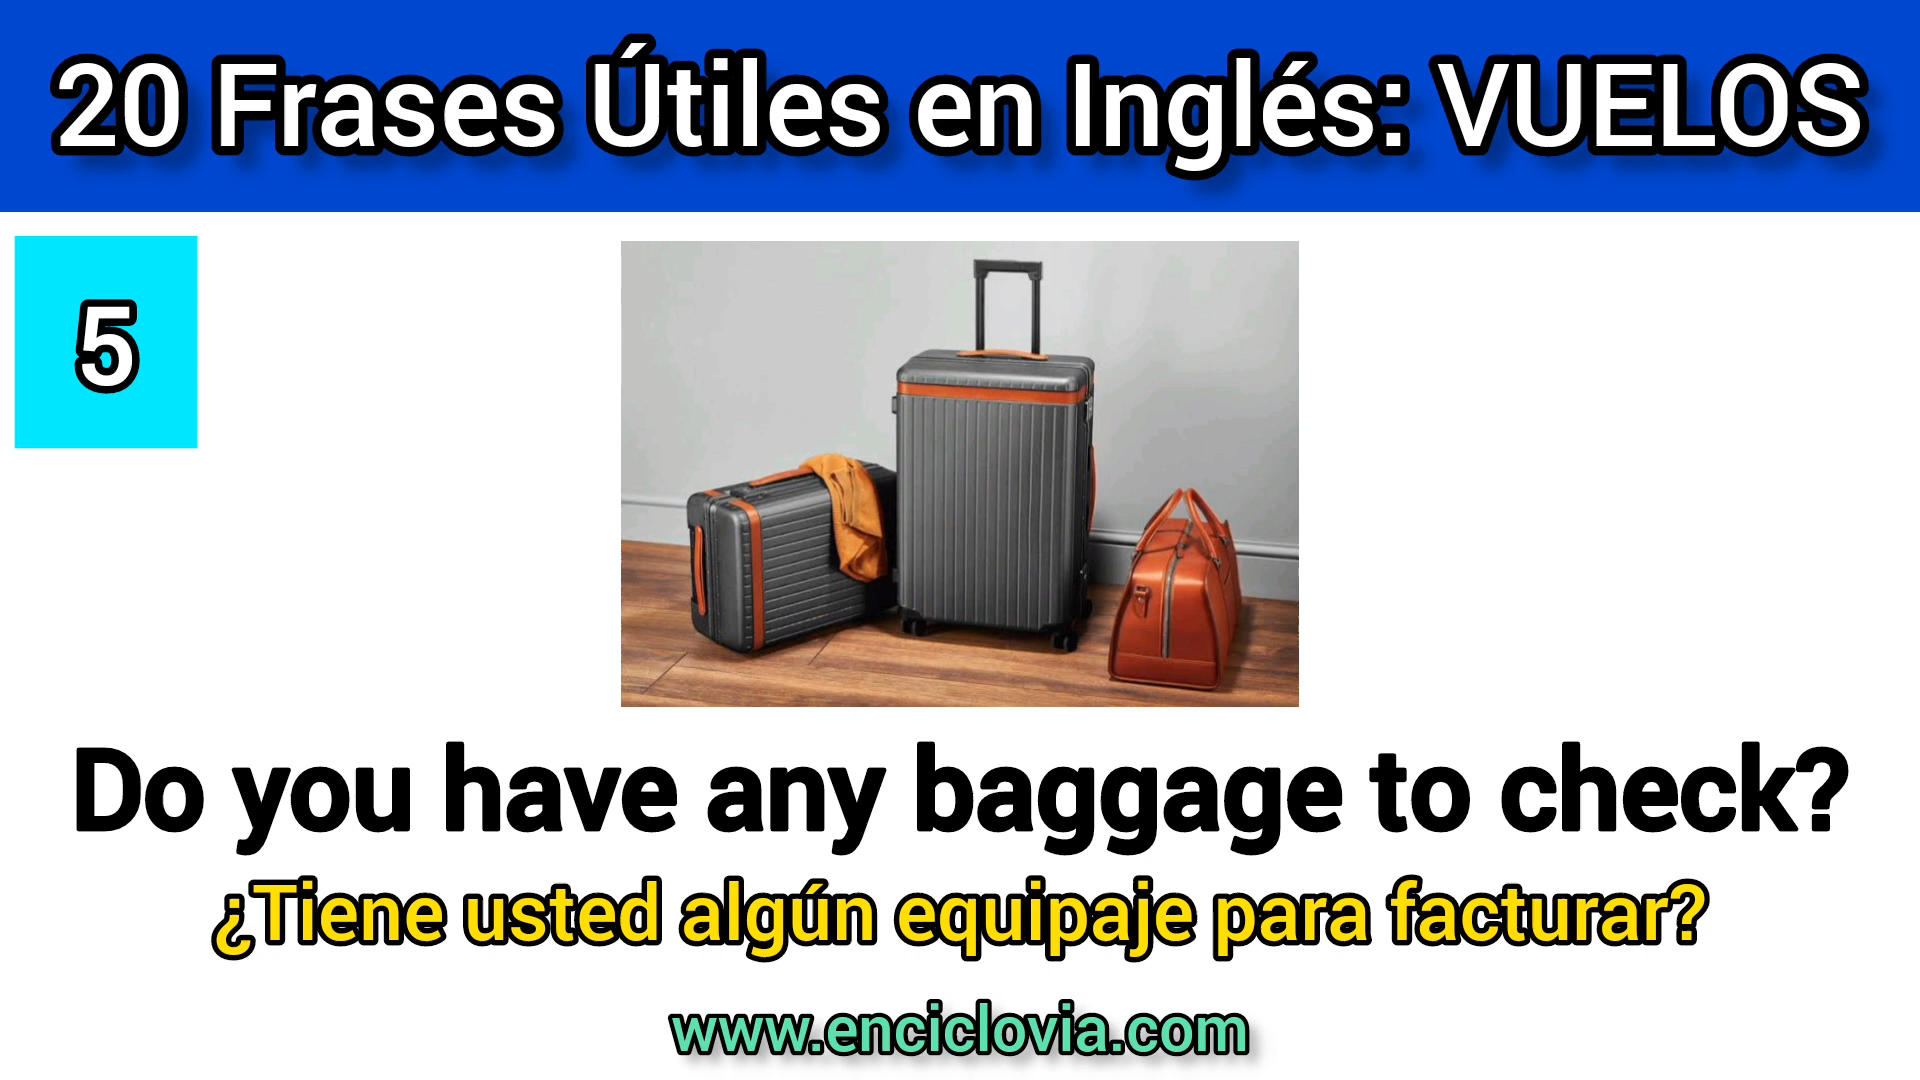 20 Frases Útiles en Inglés: VUELOS
5
Do you have any baggage to check?
¿Tiene usted algún equipaje para facturar?
www.enciclovia.com